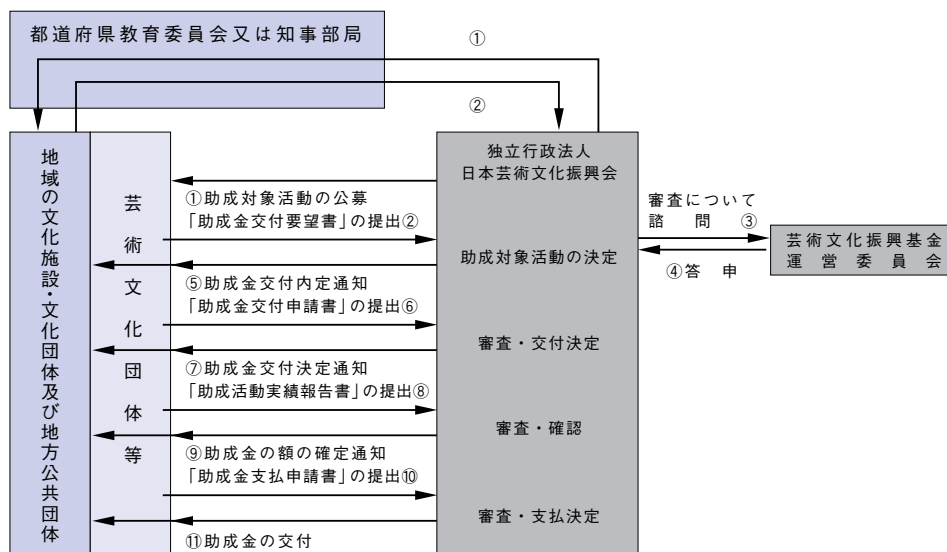 都道府県教育委員会又は知事部局
①
②
地域の文化施設・文化団体及び地方公共団体
芸術文化団体等
独立行政法人
日本芸術文化振興会
①助成対象活動の公募
「助成金交付要望書」の提出②
助成対象活動の決定
審査について
諮問 ③
④答申
芸術文化振興基金
運営委員会
⑤助成金交付内定通知
「助成金交付申請書」の提出⑥
審査・交付決定
⑦助成金交付決定通知
「助成活動実績報告書」の提出⑧
審査・確認
⑨助成金の額の確定通知
「助成金支払申請書」の提出⑩
審査・支払決定
⑪助成金の交付